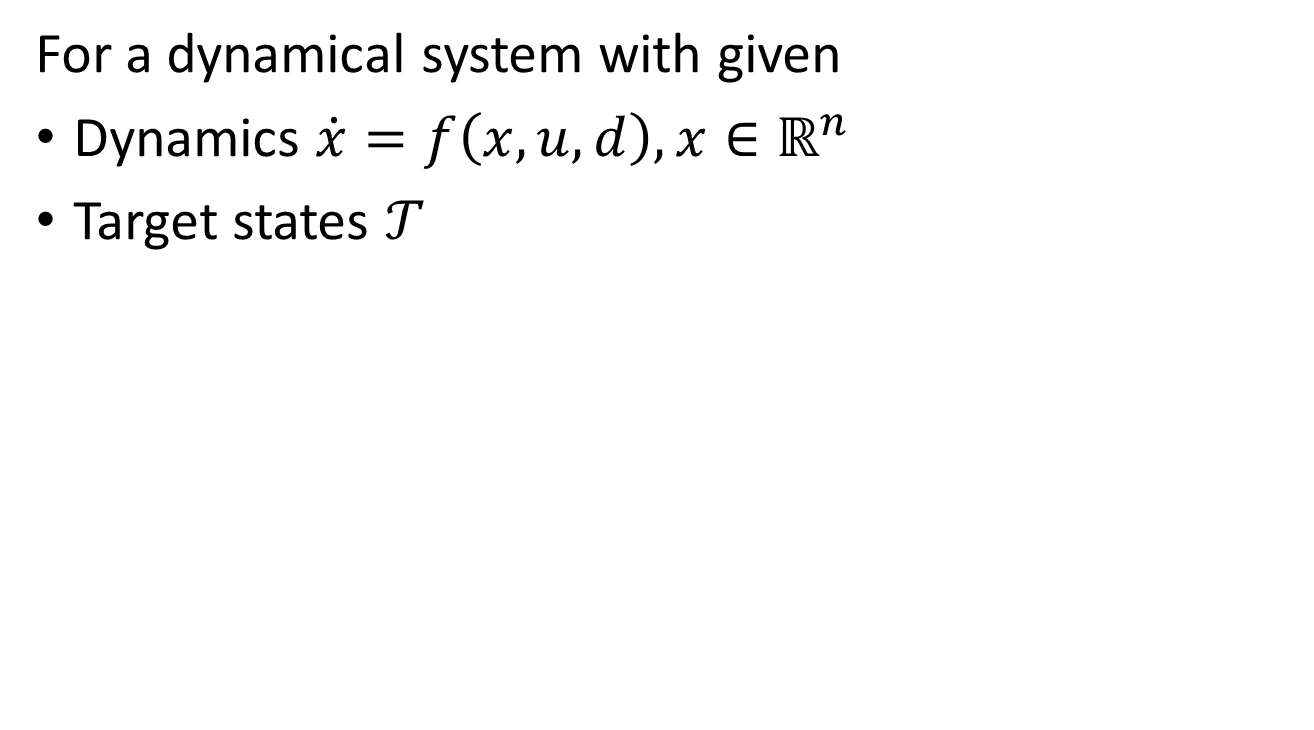 For a dynamical system with given
• Dynamics ẋ = f(x, u, d), x ∈ ℝⁿ
• Target states 𝒯